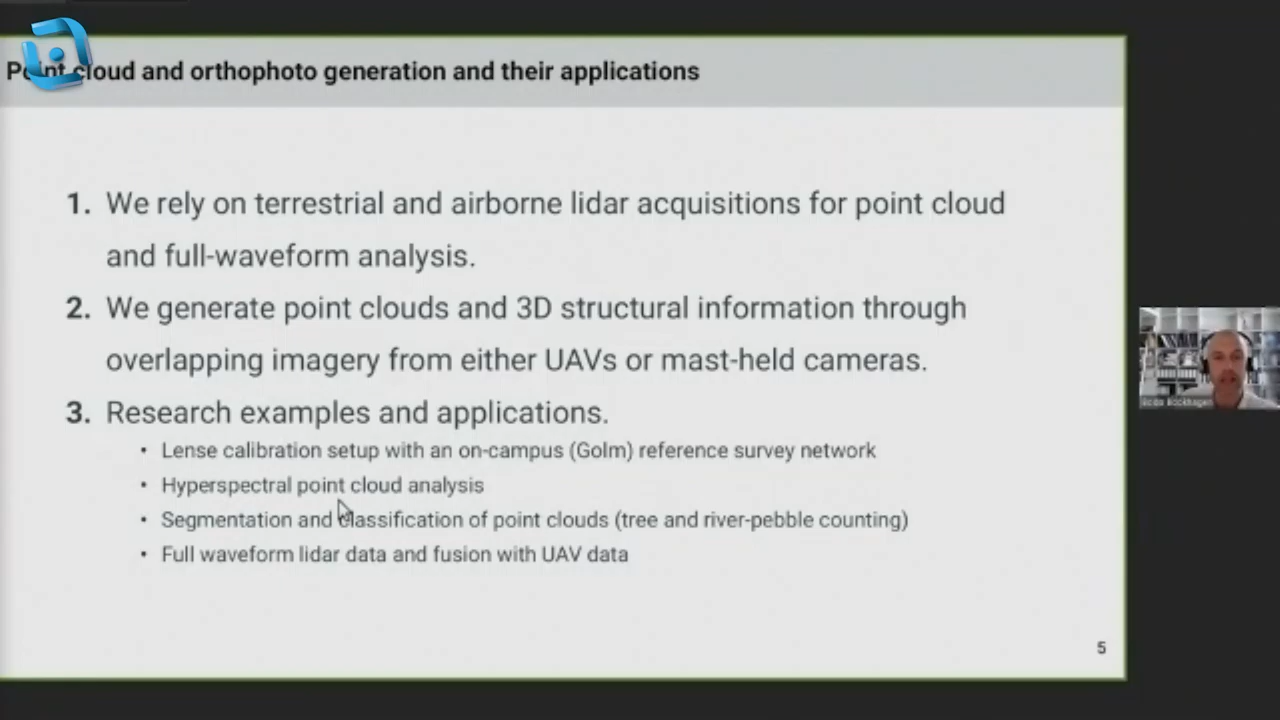 Point cloud and orthophoto generation and their applications
1. We rely on terrestrial and airborne lidar acquisitions for point cloud
and full-waveform analysis.
2. We generate point clouds and 3D structural information through
overlapping imagery from either UAVs or mast-held cameras.
3. Research examples and applications.
• Lense calibration setup with an on-campus (Golm) reference survey network
• Hyperspectral point cloud analysis
• Segmentation and classification of point clouds (tree and river-pebble counting)
• Full waveform lidar data and fusion with UAV data
5
Bodo Bookhagen